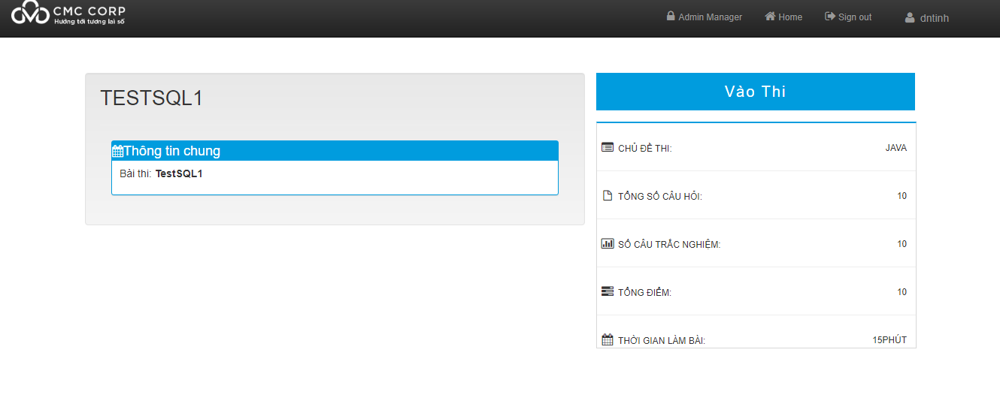 CMC CORP
Hướng tới tương lai số
Admin Manager
Home
Sign out
dntinh
TESTSQL1
Thông tin chung
Bài thi: TestSQL1
Vào Thi
CHỦ ĐỀ THI: JAVA
TỔNG SỐ CÂU HỎI: 10
SỐ CÂU TRẮC NGHIỆM: 10
TỔNG ĐIỂM: 10
THỜI GIAN LÀM BÀI: 15PHÚT